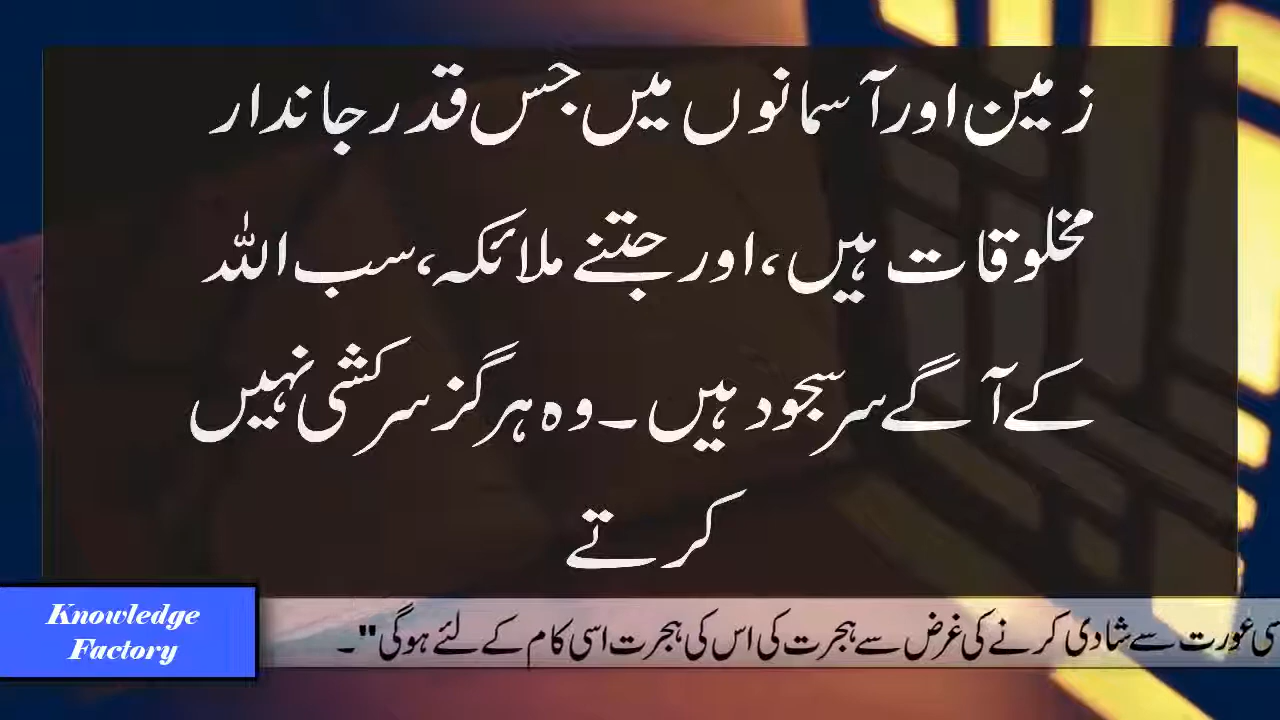 زمین اور آسمانوں میں جس قدر جاندار
مخلوقات ہیں، اور جتنے ملائکہ، سب اللہ
کے آگے سر سجود ہیں۔ وہ ہرگز سرکشی نہیں
کرتے
Knowledge
Factory
عورت سے شادی کرنے کی غرض سے ہجرت کی اس کی ہجرت اسی کام کے لئے ہوگی"۔